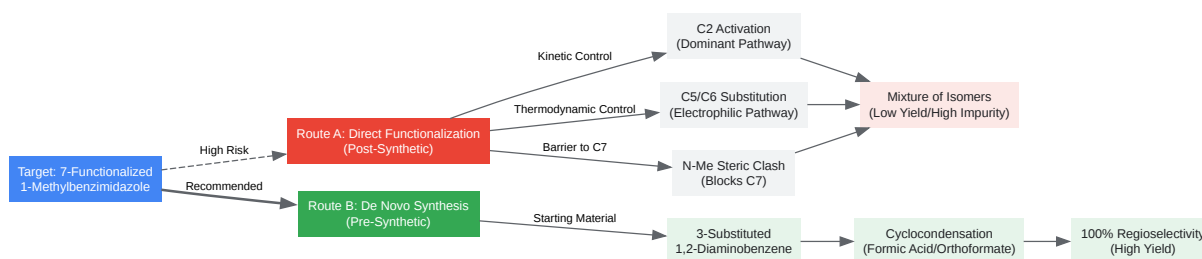 Target: 7-Functionalized
1-Methylbenzimidazole
High Risk
Recommended
Route A: Direct Functionalization
(Post-Synthetic)
Route B: De Novo Synthesis
(Pre-Synthetic)
Kinetic Control
Thermodynamic Control
Barrier to C7
Starting Material
C2 Activation
(Dominant Pathway)
C5/C6 Substitution
(Electrophilic Pathway)
N-Me Steric Clash
(Blocks C7)
Mixture of Isomers
(Low Yield/High Impurity)
3-Substituted
1,2-Diaminobenzene
Cyclocondensation
(Formic Acid/Orthoformate)
100% Regioselectivity
(High Yield)